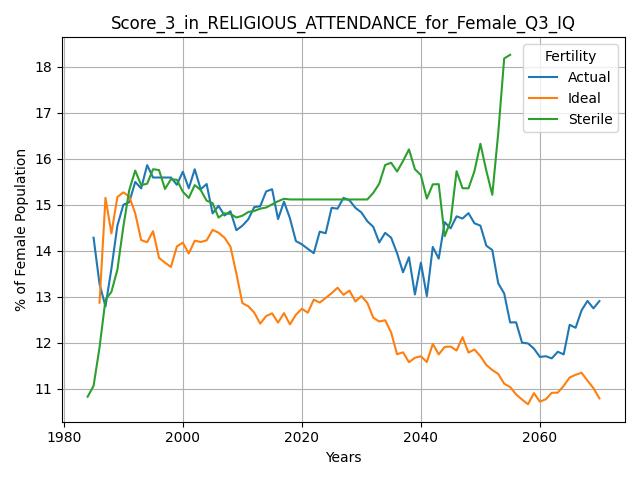 Score_3_in_RELIGIOUS_ATTENDANCE_for_Female_Q3_IQ
Fertility
Actual
Ideal
Sterile
% of Female Population
18
17
16
15
14
13
12
11
1980
2000
2020
2040
2060
Years